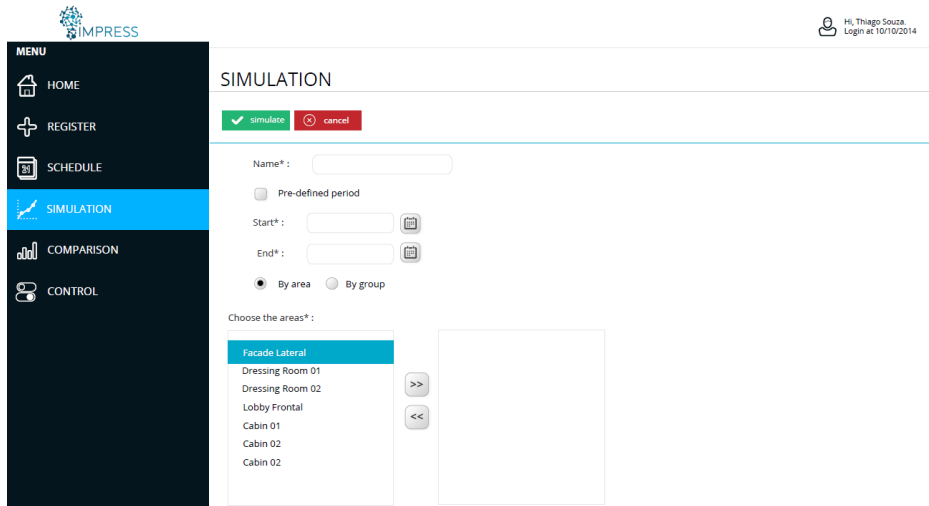 IMPRESS
Hi, Thiago Souza.
Login at 10/10/2014
MENU
HOME
REGISTER
SCHEDULE
SIMULATION
COMPARISON
CONTROL
SIMULATION
simulate cancel
Name* :
Pre-defined period
Start* :
End* :
By area By group
Choose the areas* :
Facade Lateral
Dressing Room 01
Dressing Room 02
Lobby Frontal
Cabin 01
Cabin 02
Cabin 02
>>
<<